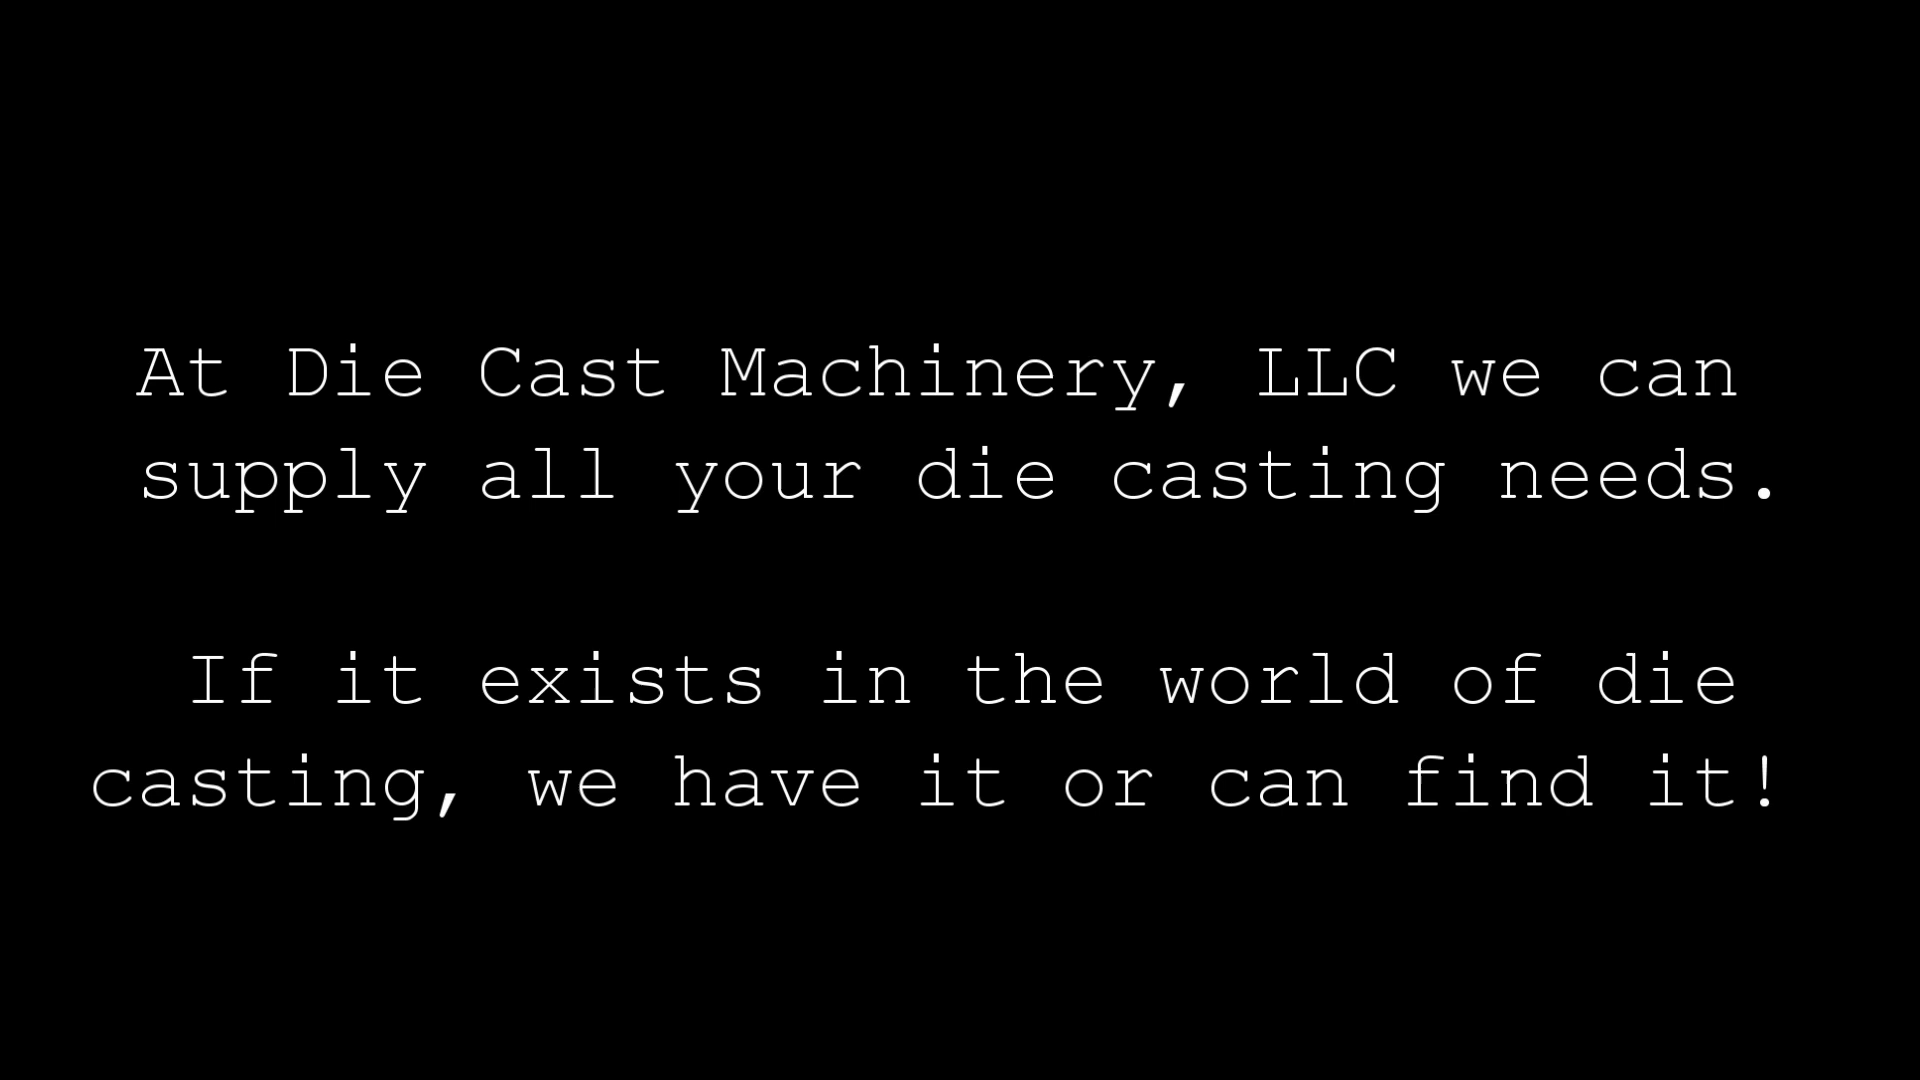 At Die Cast Machinery, LLC we can
supply all your die casting needs.
If it exists in the world of die
casting, we have it or can find it!